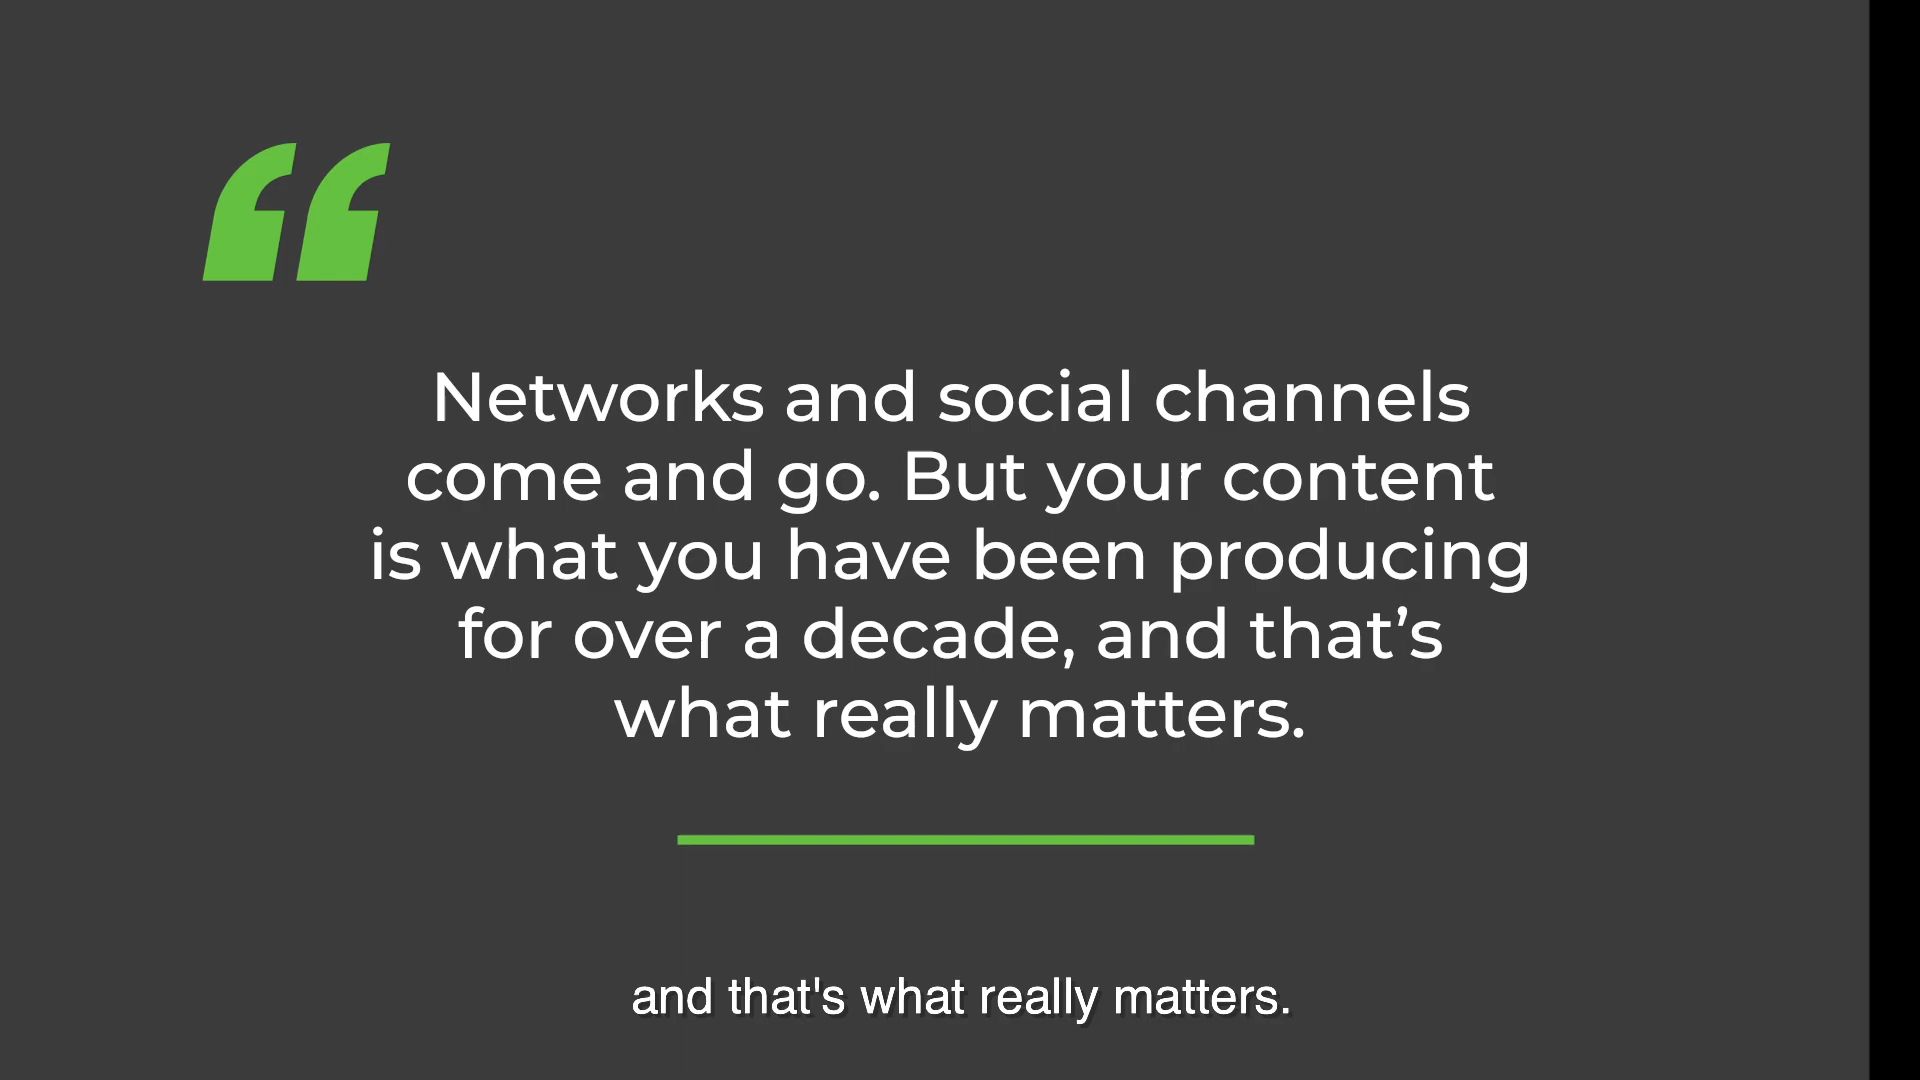 “
Networks and social channels
come and go. But your content
is what you have been producing
for over a decade, and that’s
what really matters.
and that's what really matters.